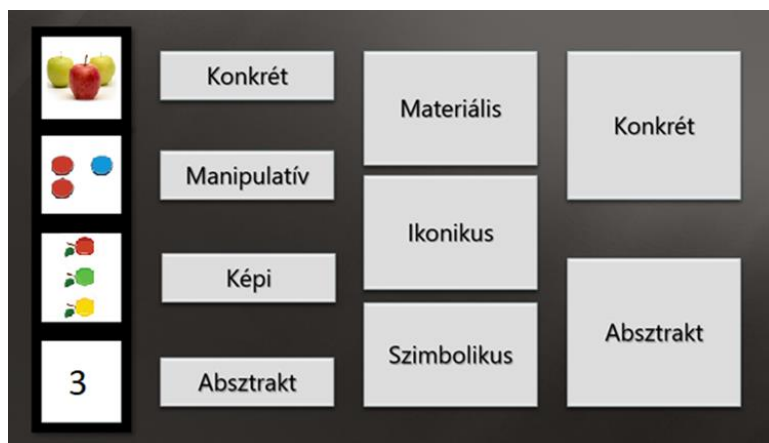 Konkrét
Manipulatív
Képi
3
Absztrakt
Materiális
Ikonikus
Szimbolikus
Konkrét
Absztrakt